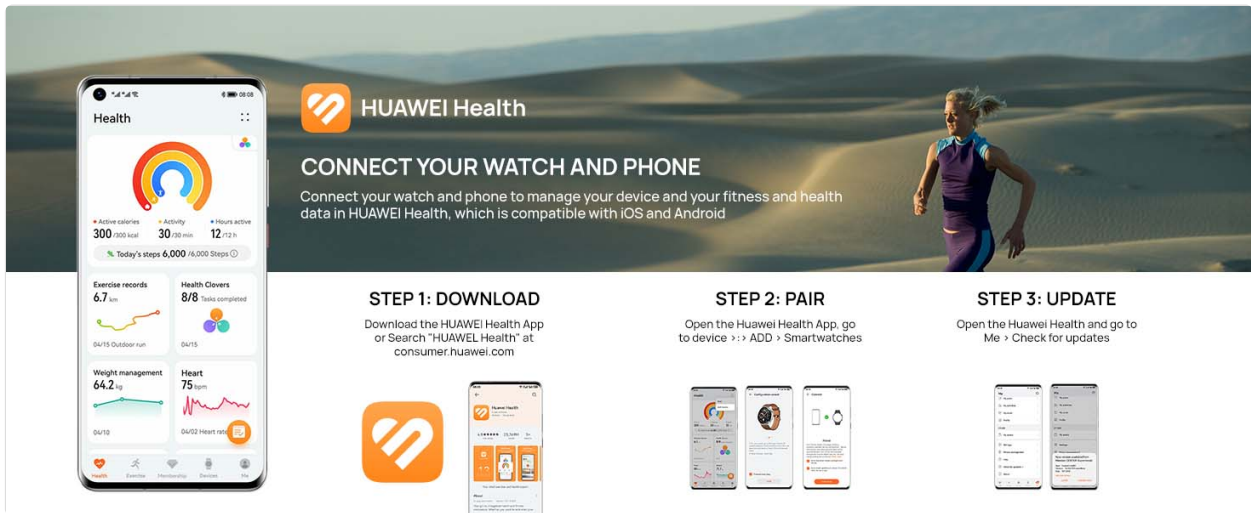 HUAWEI Health
CONNECT YOUR WATCH AND PHONE
Connect your watch and phone to manage your device and your fitness and health
data in HUAWEI Health, which is compatible with iOS and Android
08:08
Health
Active calories
300 /300 kcal
Activity
30 /30 min
Hours active
12 /12 h
Today's steps 6,000 /6,000 Steps
Exercise records
6.7 km
04/15 Outdoor run
Health Clovers
8/8 Tasks completed
04/15
Weight management
64.2 kg
04/10
Heart
75 bpm
04/02 Heart rate
Health
Exercise
Membership
Devices
Me
STEP 1: DOWNLOAD
Download the HUAWEI Health App
or Search "HUAWEL Health" at
consumer.huawei.com
Huawei Health
STEP 2: PAIR
Open the Huawei Health App, go
to device >:> ADD > Smartwatches
STEP 3: UPDATE
Open the Huawei Health and go to
Me > Check for updates